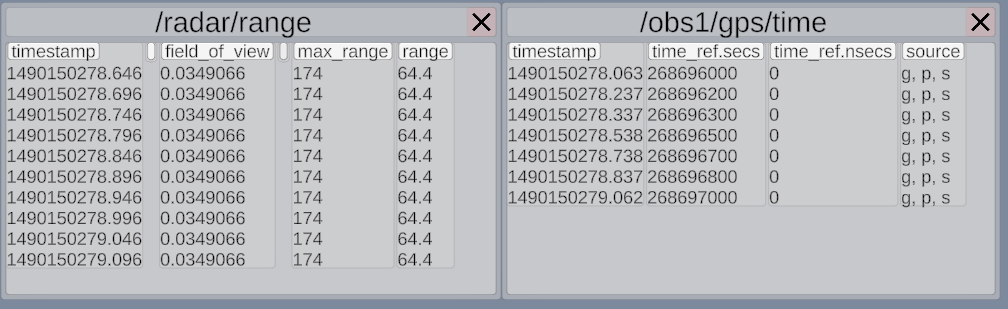 /radar/range
timestamp field_of_view max_range range
1490150278.646 0.0349066 174 64.4
1490150278.696 0.0349066 174 64.4
1490150278.746 0.0349066 174 64.4
1490150278.796 0.0349066 174 64.4
1490150278.846 0.0349066 174 64.4
1490150278.896 0.0349066 174 64.4
1490150278.946 0.0349066 174 64.4
1490150278.996 0.0349066 174 64.4
1490150279.046 0.0349066 174 64.4
1490150279.096 0.0349066 174 64.4
/obs1/gps/time
timestamp time_ref.secs time_ref.nsecs source
1490150278.063 268696000 0 g, p, s
1490150278.237 268696200 0 g, p, s
1490150278.337 268696300 0 g, p, s
1490150278.538 268696500 0 g, p, s
1490150278.738 268696700 0 g, p, s
1490150278.837 268696800 0 g, p, s
1490150279.062 268697000 0 g, p, s